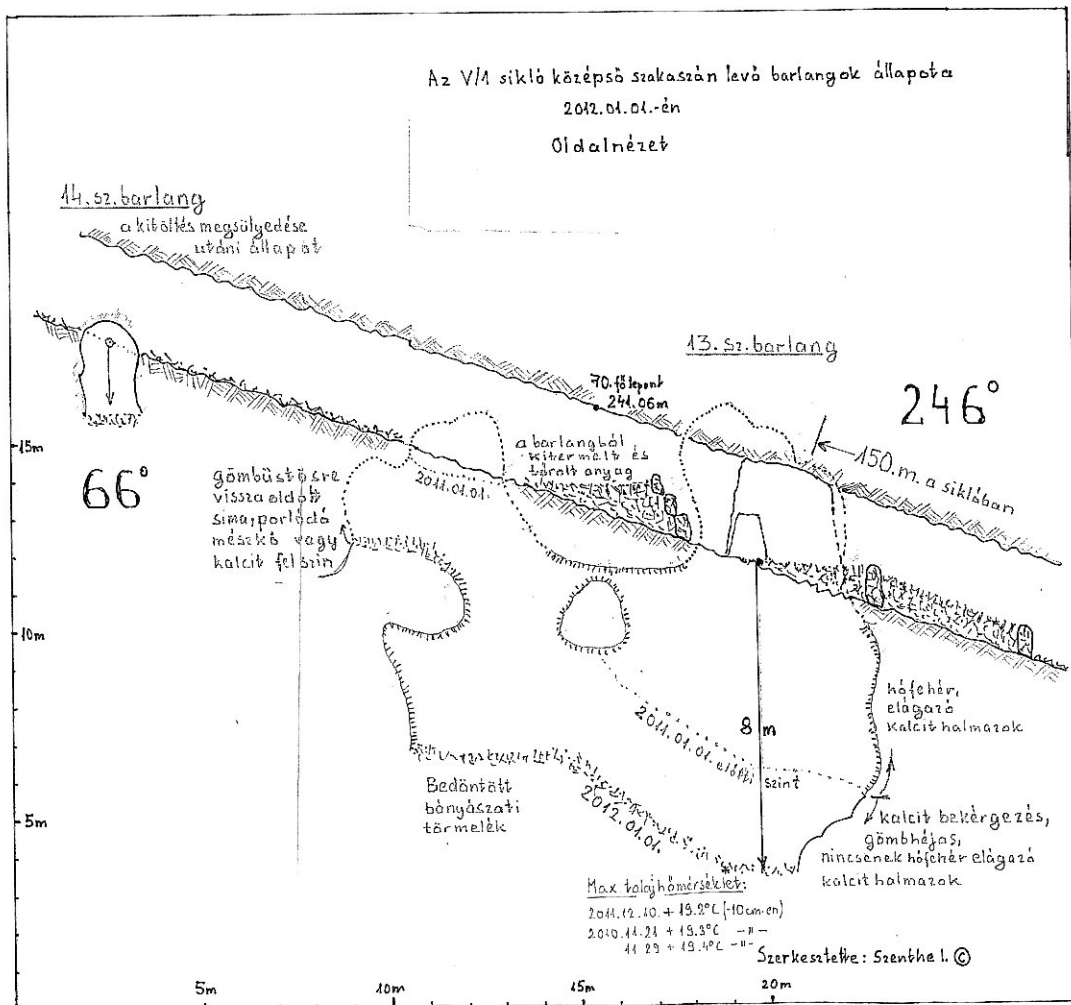 Az V/1 sikló középső szakaszán levő barlangok állapota
2012.01.01.-én
Oldalnézet
14.sz.barlang
a kitöltés megsülyedése
utáni állapot
13.sz.barlang
70.főtepont
241.06m
246°
150.m. a siklóban
15m
66°
gömbüstösre
vissza oldott
sima, porlódó
mészkő vagy
kalcit felszín
2011.01.01.
a barlangból
kitermelt és
tárolt anyag
10m
hófehér,
elágazó
kalcit halmazok
2011.01.01. előtti szint
8 m
Bedöntött
bányászati
törmelék
2012.01.01.
5m
kalcit bekérgezés,
gömbhéjas,
nincsenek hófehér elágazó
kalcit halmazok
Max talajhőmérséklet:
2011.12.10. + 19.2°C (-10cm-en)
2010.11.21 + 19.3°C -"-
11 29 + 19.4°C -"-
Szerkesztette: Szenthe I. ©
5m
10m
15m
20m